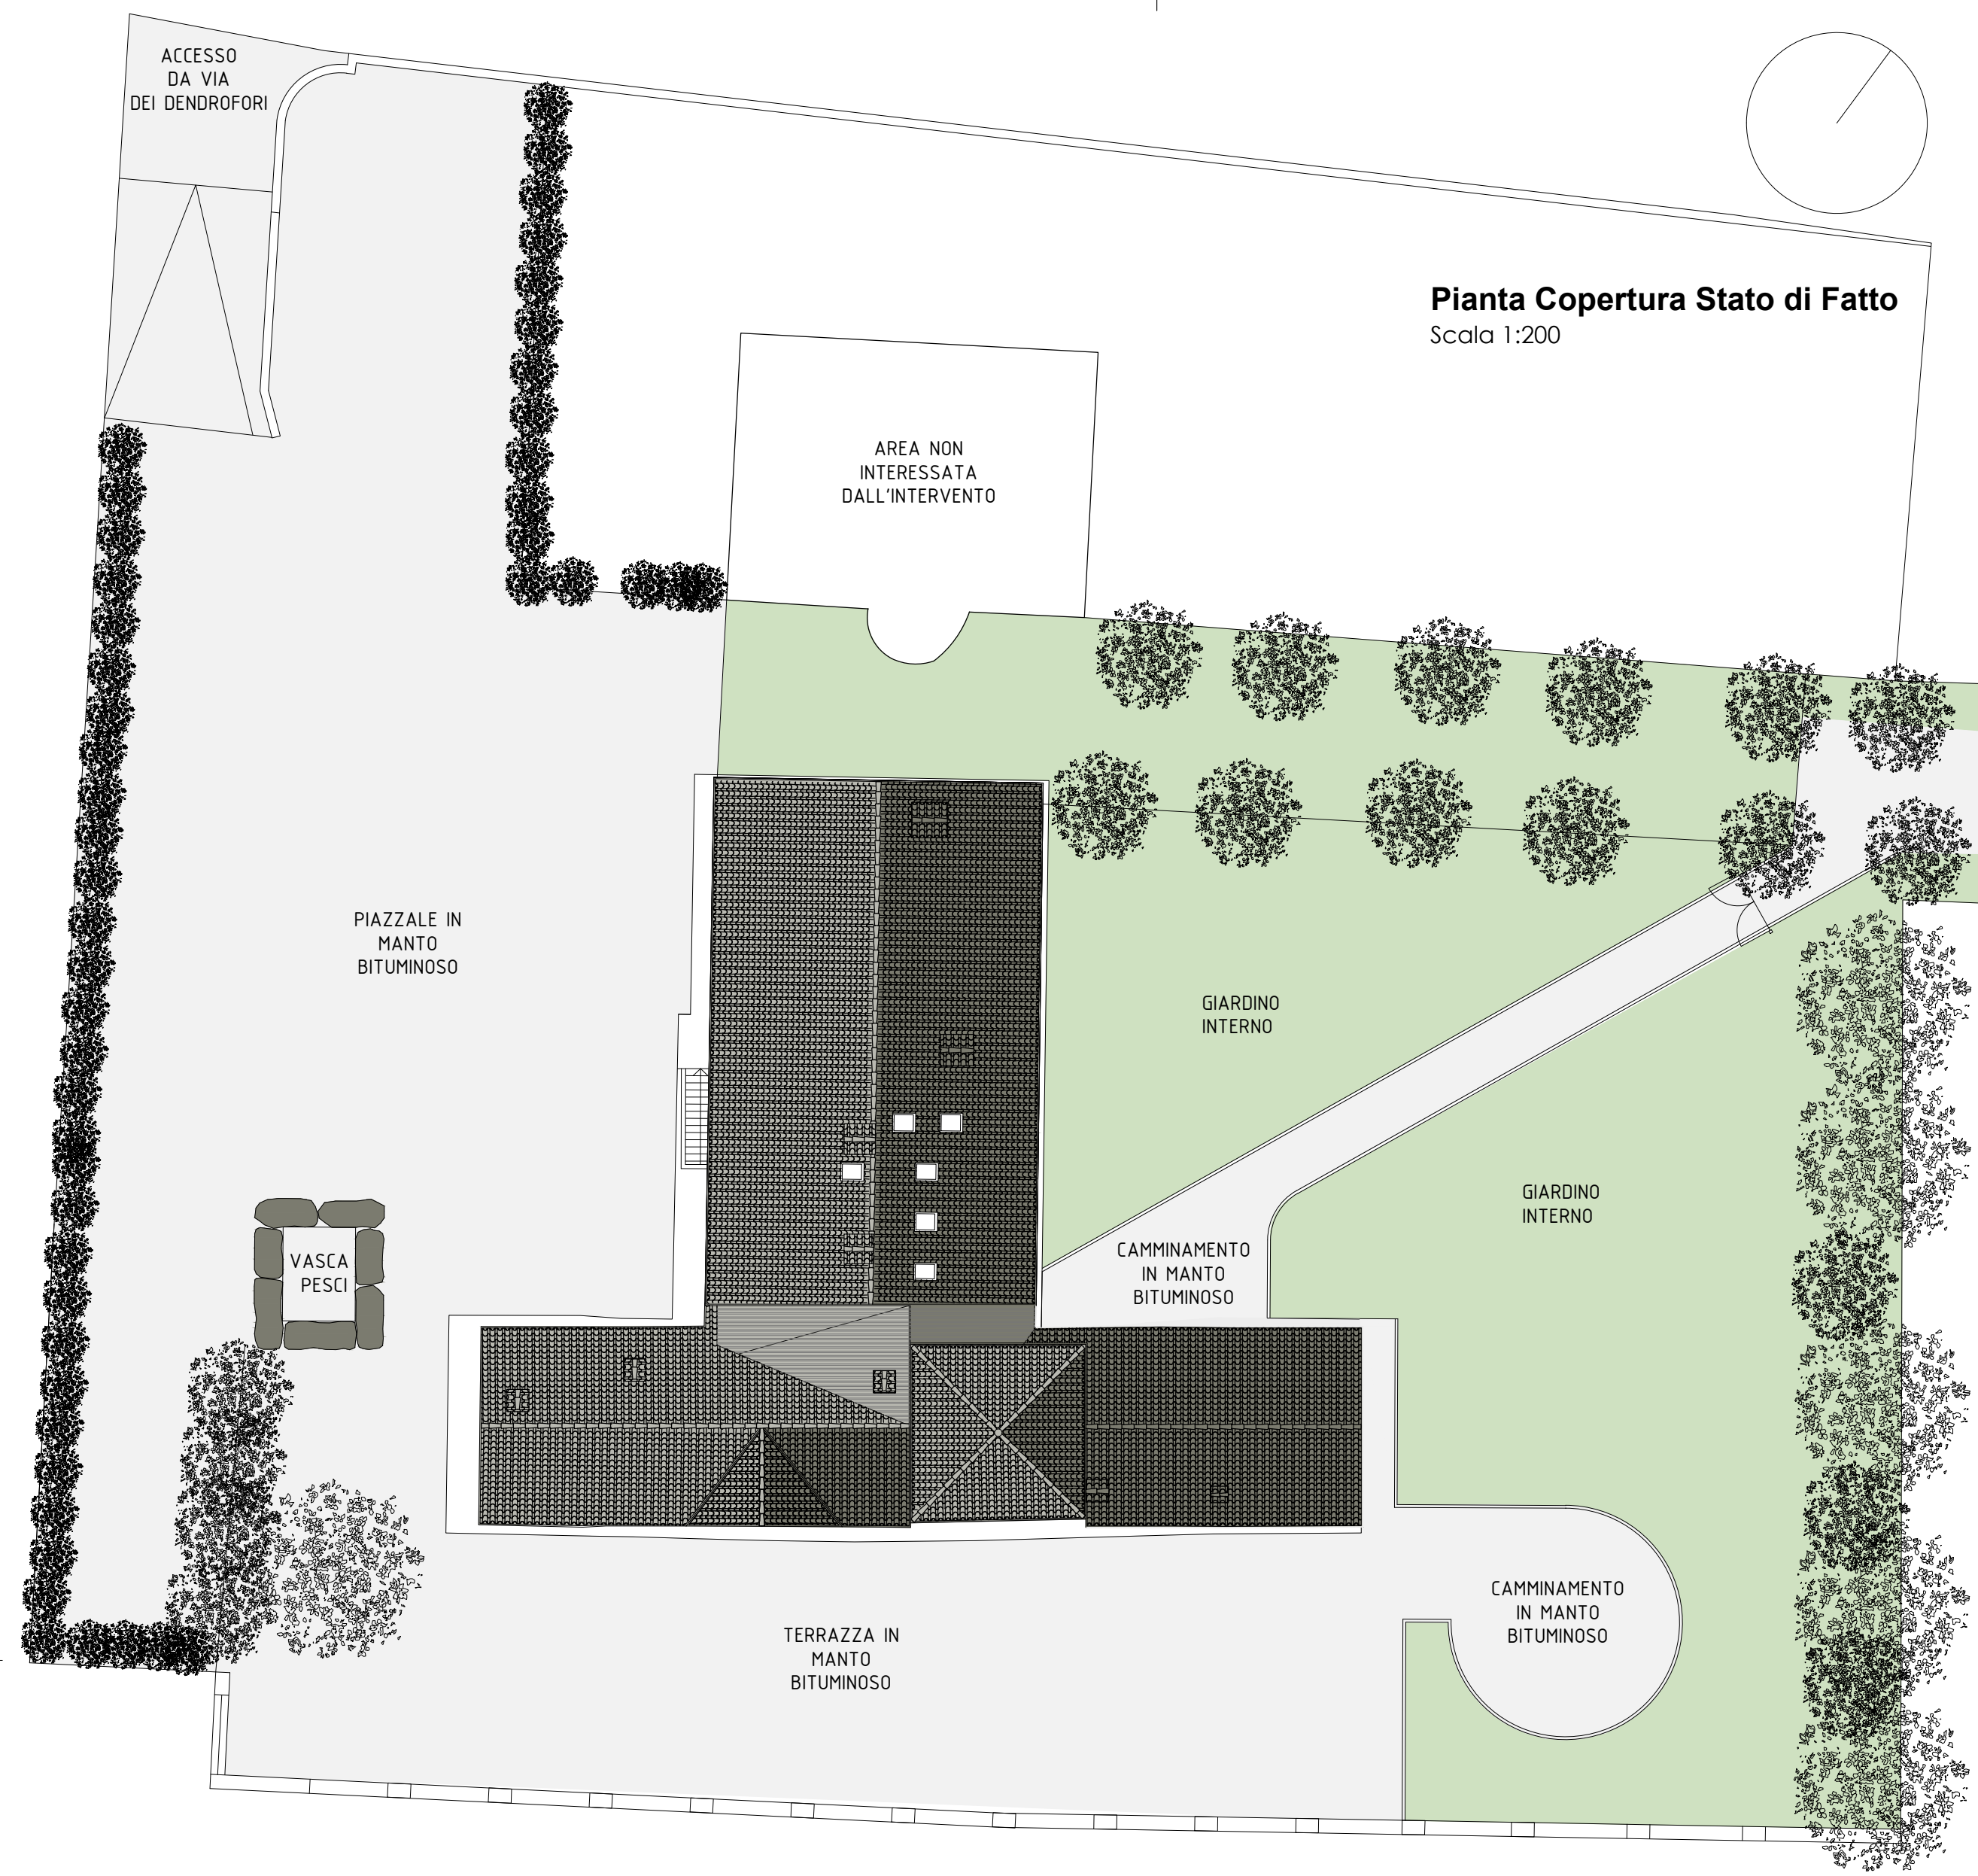 ACCESSO
DA VIA
DEI DENDROFORI
Pianta Copertura Stato di Fatto
Scala 1:200
AREA NON
INTERESSATA
DALL'INTERVENTO
PIAZZALE IN
MANTO
BITUMINOSO
GIARDINO
INTERNO
GIARDINO
INTERNO
CAMMINAMENTO
IN MANTO
BITUMINOSO
VASCA
PESCI
CAMMINAMENTO
IN MANTO
BITUMINOSO
TERRAZZA IN
MANTO
BITUMINOSO